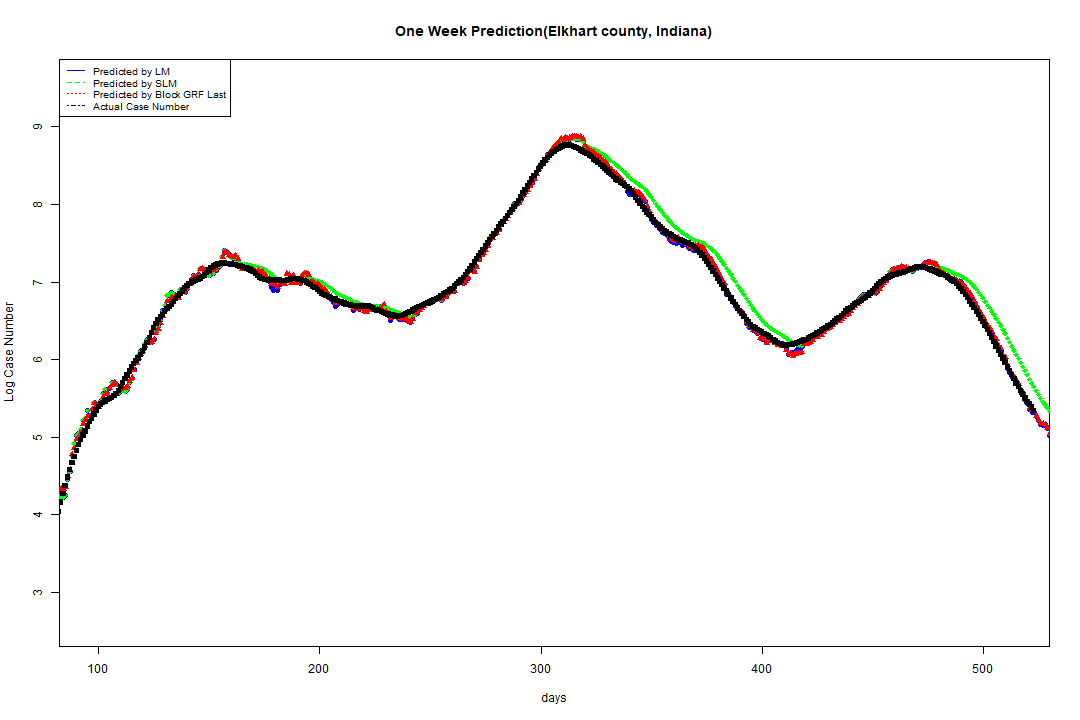 One Week Prediction(Elkhart county, Indiana)
Predicted by LM
Predicted by SLM
Predicted by Block GRF Last
Actual Case Number
9
8
7
6
5
4
3
Log Case Number
100 200 300 400 500
days